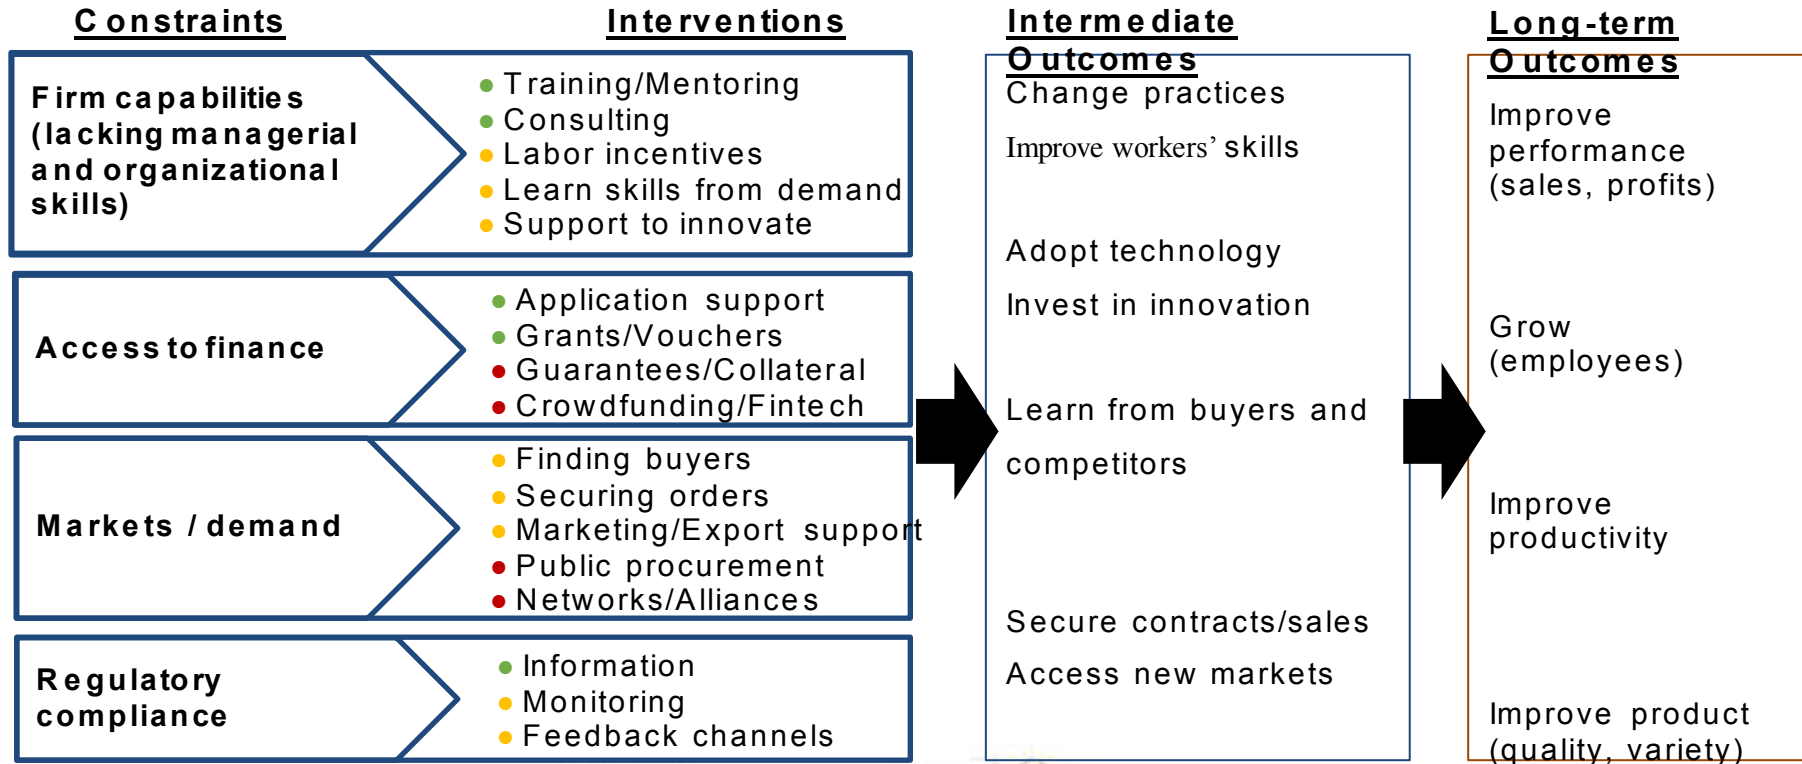 Constraints
Interventions
Intermediate
Outcomes
Long-term
Outcomes
Firm capabilities
(lacking managerial
and organizational
skills)
• Training/Mentoring
• Consulting
• Labor incentives
• Learn skills from demand
• Support to innovate
Access to finance
• Application support
• Grants/Vouchers
• Guarantees/Collateral
• Crowdfunding/Fintech
Markets / demand
• Finding buyers
• Securing orders
• Marketing/Export support
• Public procurement
• Networks/Alliances
Regulatory
compliance
• Information
• Monitoring
• Feedback channels
Change practices
Improve workers’ skills
Adopt technology
Invest in innovation
Learn from buyers and
competitors
Secure contracts/sales
Access new markets
Improve
performance
(sales, profits)
Grow
(employees)
Improve
productivity
Improve product
(quality, variety)